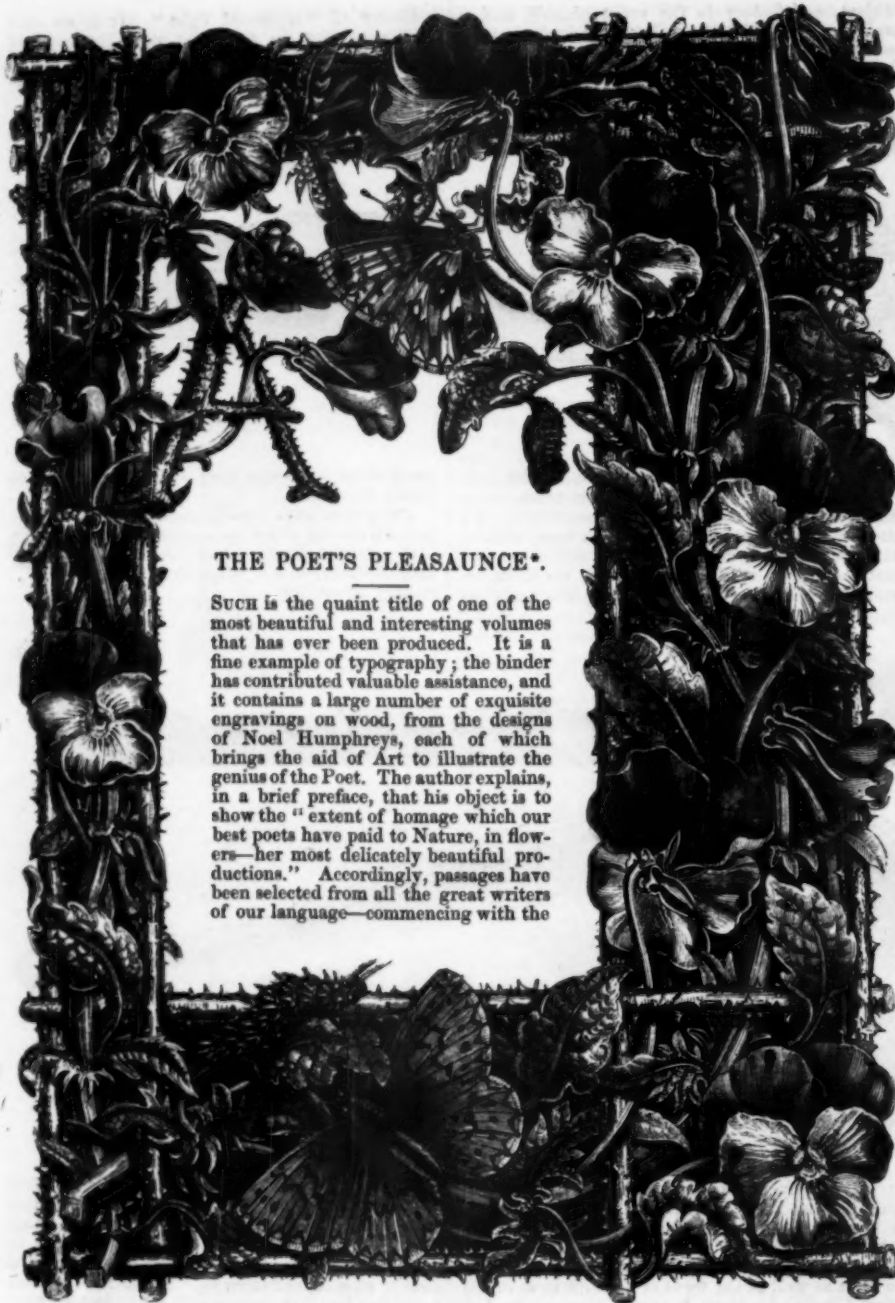 THE POET'S PLEASAUNCE*.
SUCH is the quaint title of one of the
most beautiful and interesting volumes
that has ever been produced. It is a
fine example of typography; the binder
has contributed valuable assistance, and
it contains a large number of exquisite
engravings on wood, from the designs
of Noel Humphreys, each of which
brings the aid of Art to illustrate the
genius of the Poet. The author explains,
in a brief preface, that his object is to
show the "extent of homage which our
best poets have paid to Nature, in flow-
ers—her most delicately beautiful pro-
ductions." Accordingly, passages have
been selected from all the great writers
of our language—commencing with the